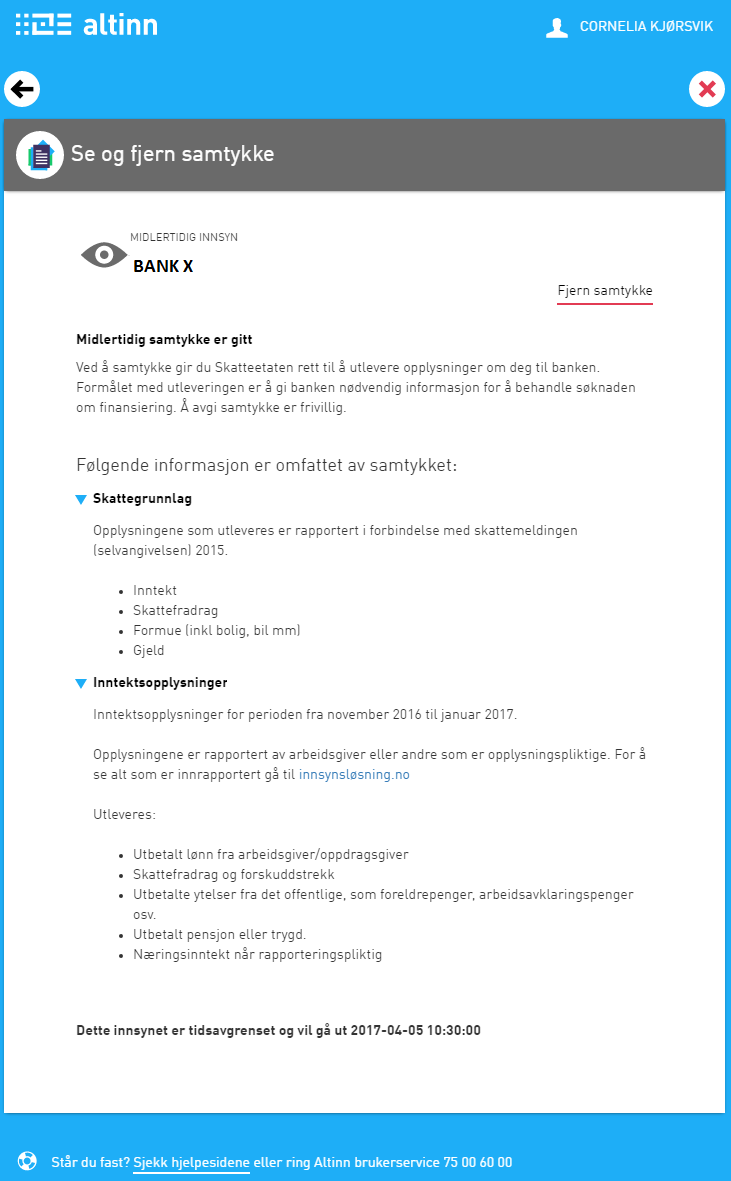 altinn
CORNELIA KJØRSVIK
Se og fjern samtykke
MIDLERTIDIG INNSYN
BANK X
Fjern samtykke
Midlertidig samtykke er gitt
Ved å samtykke gir du Skatteetaten rett til å utlevere opplysninger om deg til banken.
Formålet med utleveringen er å gi banken nødvendig informasjon for å behandle søknaden
om finansiering. Å avgi samtykke er frivillig.
Følgende informasjon er omfattet av samtykket:
Skattegrunnlag
Opplysningene som utleveres er rapportert i forbindelse med skattemeldingen
(selvangivelsen) 2015.
• Inntekt
• Skattefradrag
• Formue (inkl bolig, bil mm)
• Gjeld
Inntektsopplysninger
Inntektsopplysninger for perioden fra november 2016 til januar 2017.
Opplysningene er rapportert av arbeidsgiver eller andre som er opplysningspliktige. For å
se alt som er innrapportert gå til innsynsløsning.no
Utleveres:
• Utbetalt lønn fra arbeidsgiver/oppdragsgiver
• Skattefradrag og forskuddstrekk
• Utbetalte ytelser fra det offentlige, som foreldrepenger, arbeidsavklaringspenger
osv.
• Utbetalt pensjon eller trygd.
• Næringsinntekt når rapporteringspliktig
Dette innsynet er tidsavgrenset og vil gå ut 2017-04-05 10:30:00
Står du fast? Sjekk hjelpesidene eller ring Altinn brukerservice 75 00 60 00